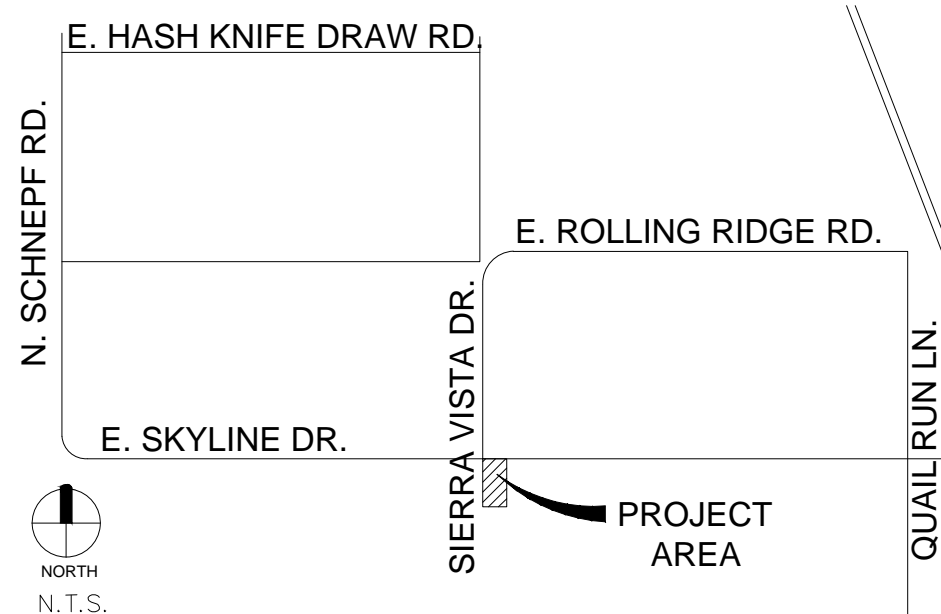 E. HASH KNIFE DRAW RD.
N. SCHNEPF RD.
E. ROLLING RIDGE RD.
SIERRA VISTA DR.
QUAIL RUN LN.
E. SKYLINE DR.
PROJECT
AREA
NORTH
N.T.S.